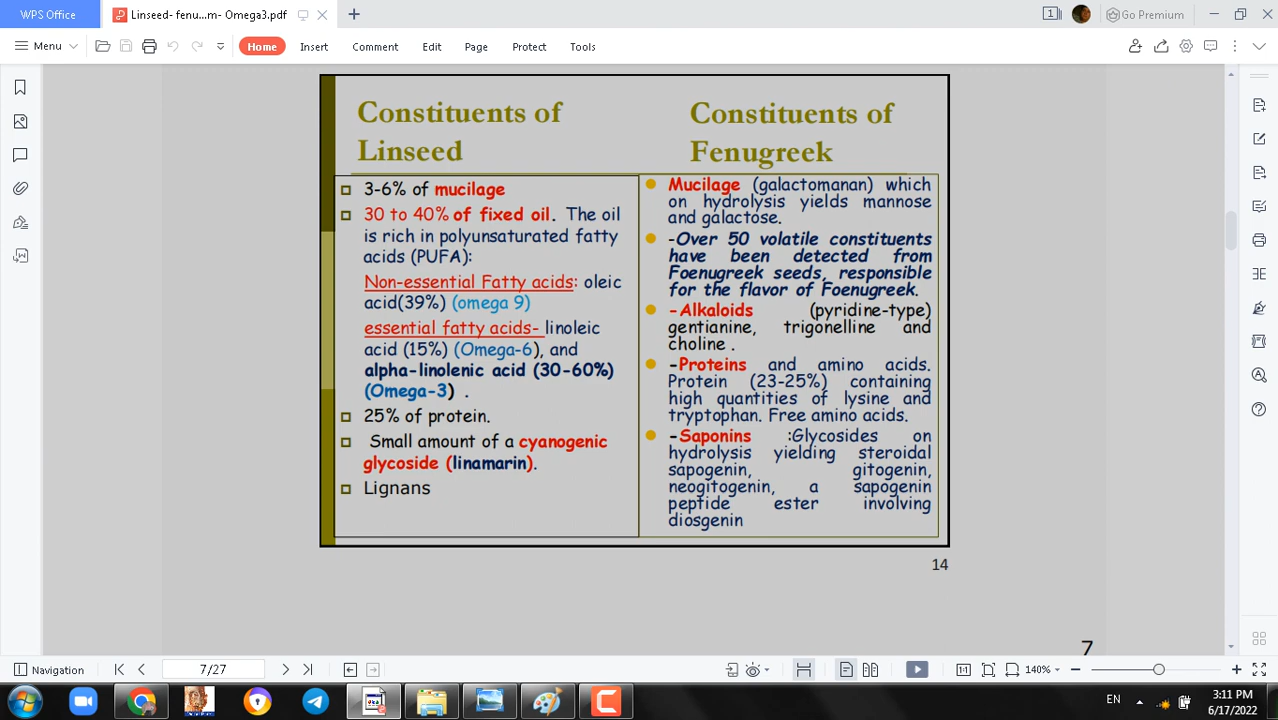 WPS Office
Linseed- fenu...m- Omega3.pdf
1
Go Premium
Menu
Home
Insert
Comment
Edit
Page
Protect
Tools
Constituents of
Linseed
3-6% of mucilage
30 to 40% of fixed oil. The oil
is rich in polyunsaturated fatty
acids (PUFA):
Non-essential Fatty acids: oleic
acid(39%) (omega 9)
essential fatty acids- linoleic
acid (15%) (Omega-6), and
alpha-linolenic acid (30-60%)
(Omega-3) .
25% of protein.
Small amount of a cyanogenic
glycoside (linamarin).
Lignans
Constituents of
Fenugreek
Mucilage (galactomanan) which
on hydrolysis yields mannose
and galactose.
-Over 50 volatile constituents
have been detected from
Foenugreek seeds, responsible
for the flavor of Foenugreek.
-Alkaloids (pyridine-type)
gentianine, trigonelline and
choline .
-Proteins and amino acids.
Protein (23-25%) containing
high quantities of lysine and
tryptophan. Free amino acids.
-Saponins :Glycosides on
hydrolysis yielding steroidal
sapogenin, gitogenin,
neogitogenin, a sapogenin
peptide ester involving
diosgenin
14
7
Navigation
7/27
1:1
140%
EN
3:11 PM
6/17/2022